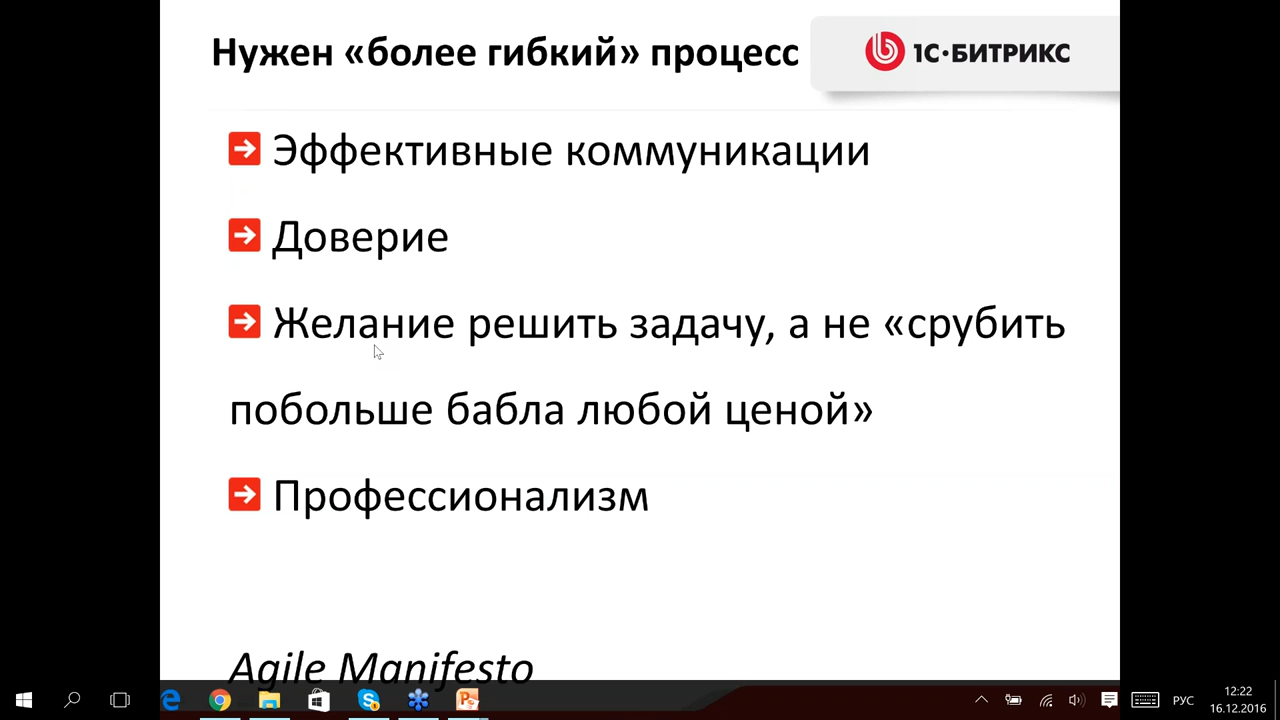 Нужен «более гибкий» процесс
1С·БИТРИКС
Эффективные коммуникации
Доверие
Желание решить задачу, а не «срубить
побольше бабла любой ценой»
Профессионализм
Agile Manifesto
РУС
12:22
16.12.2016